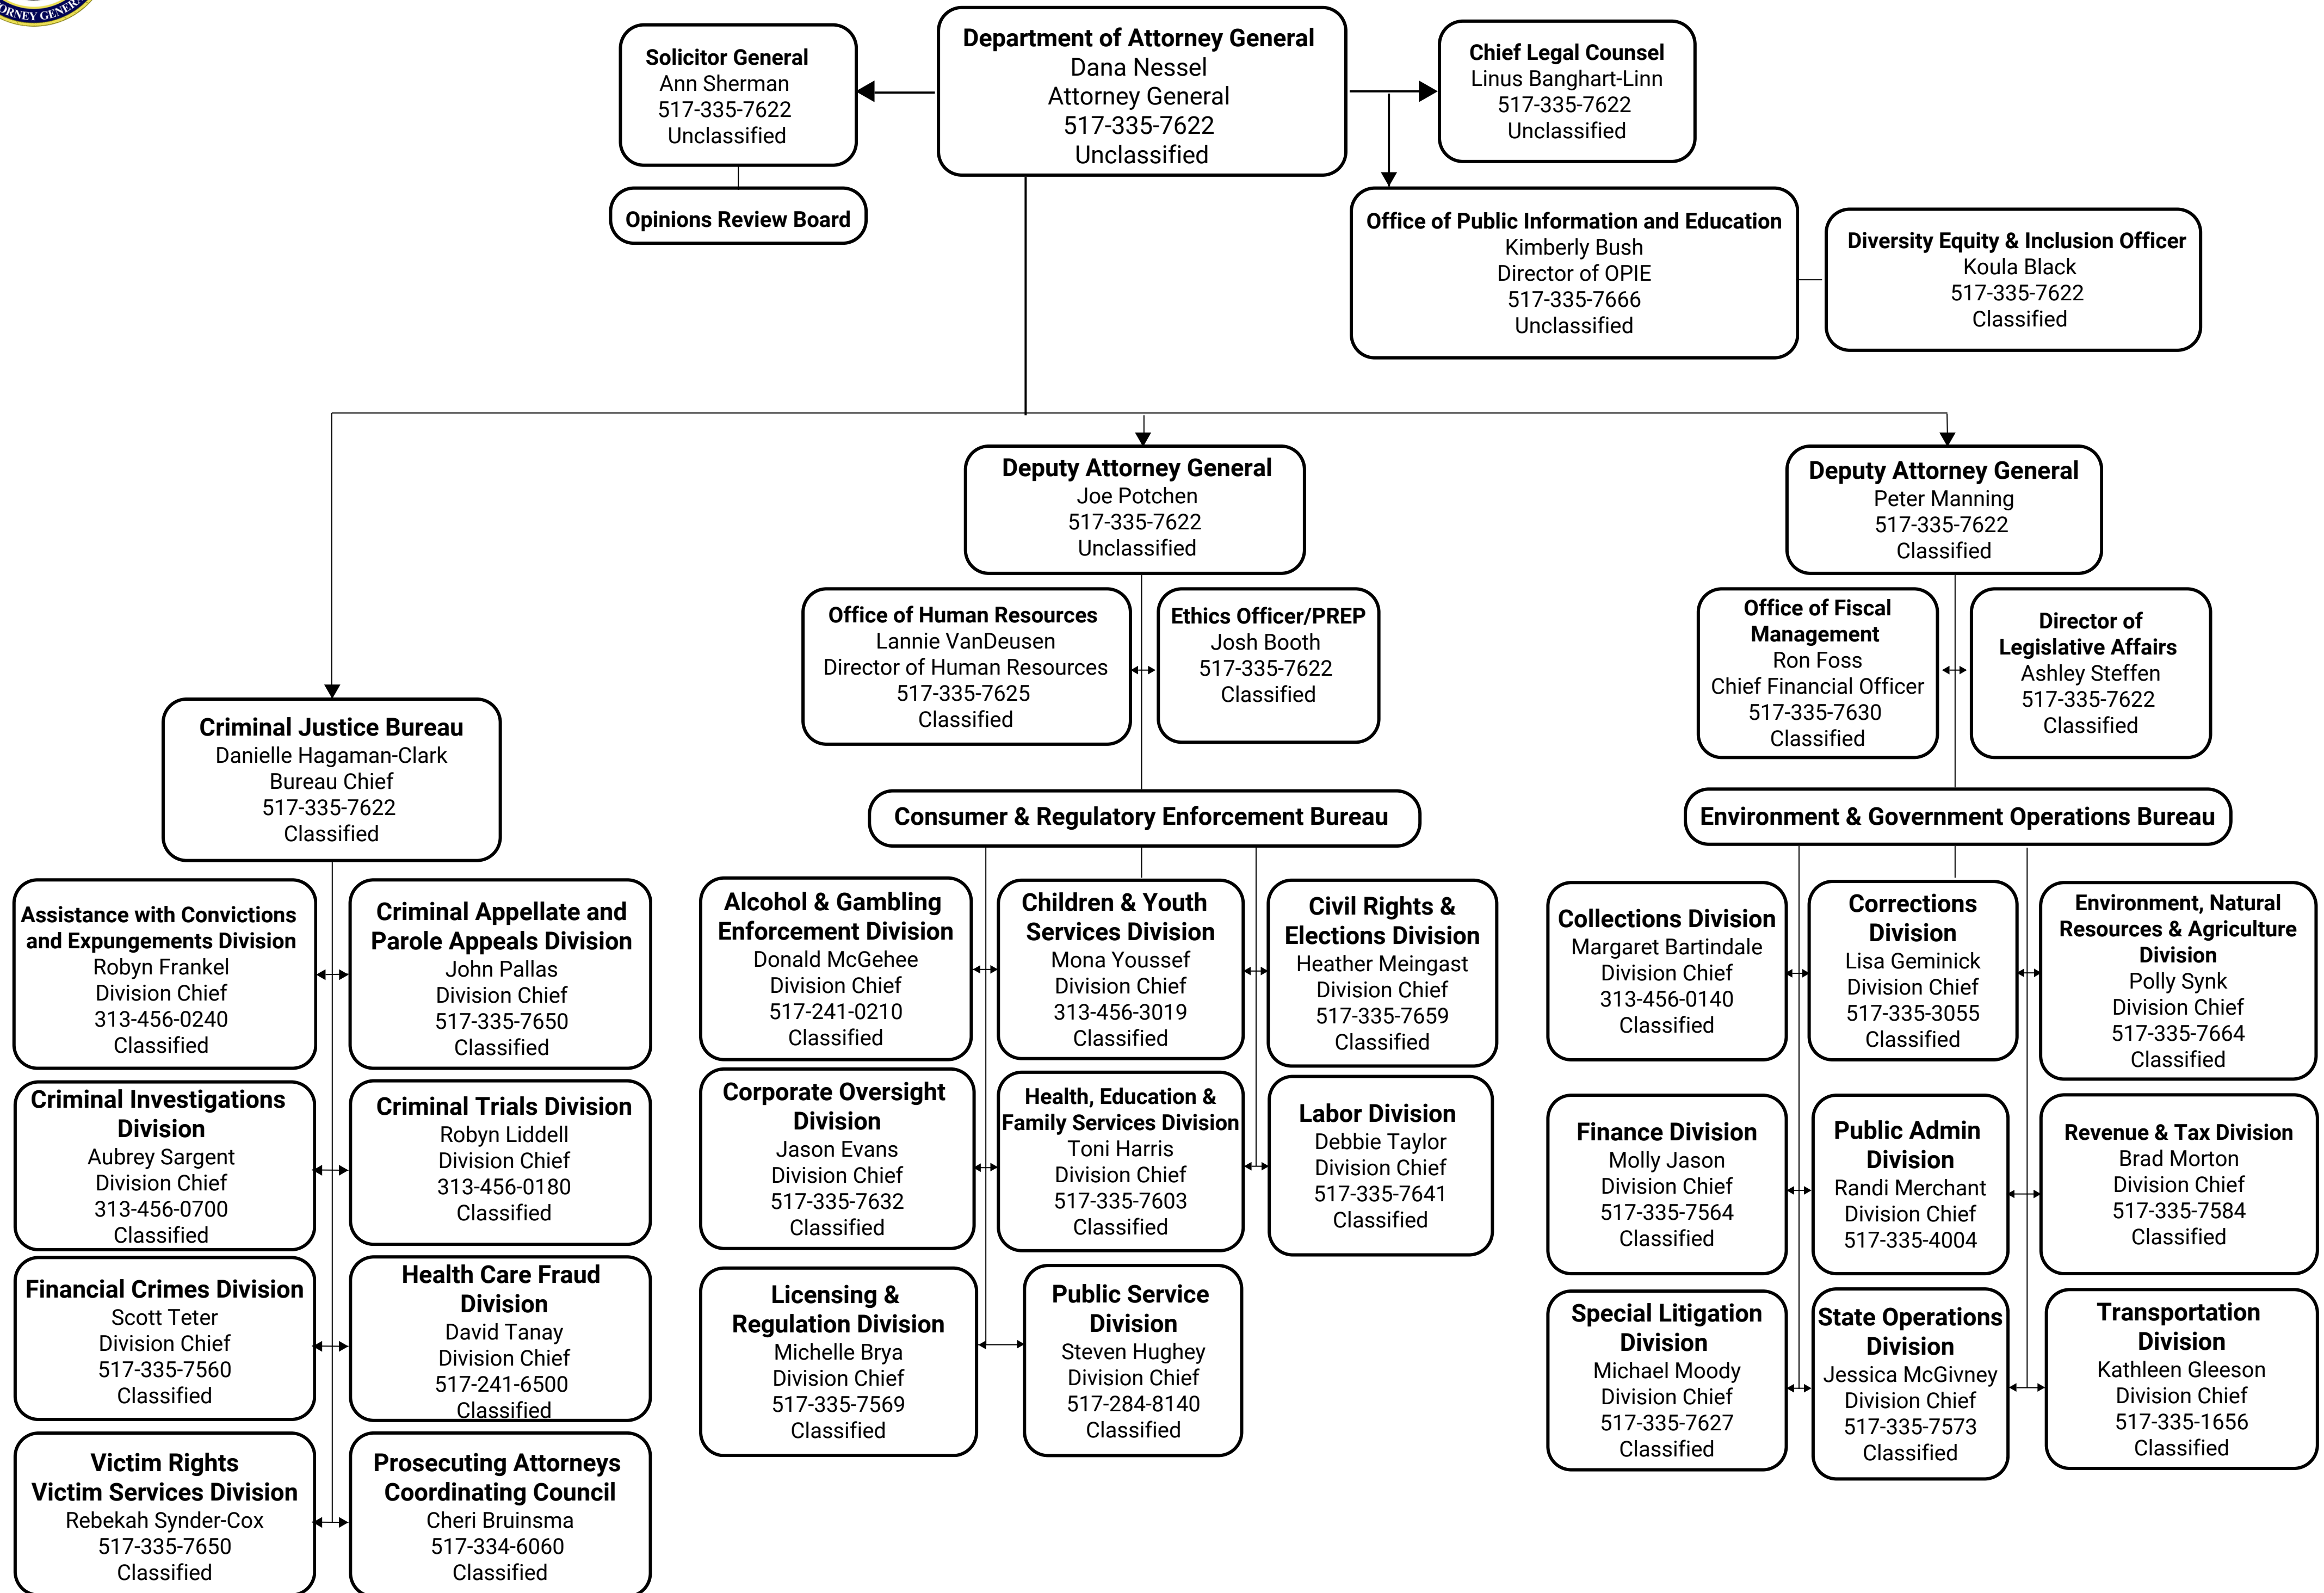 ORNEY GENER
Solicitor General
Ann Sherman
517-335-7622
Unclassified
Department of Attorney General
Dana Nessel
Attorney General
517-335-7622
Unclassified
Chief Legal Counsel
Linus Banghart-Linn
517-335-7622
Unclassified
Opinions Review Board
Office of Public Information and Education
Kimberly Bush
Director of OPIE
517-335-7666
Unclassified
Diversity Equity & Inclusion Officer
Koula Black
517-335-7622
Classified
Deputy Attorney General
Joe Potchen
517-335-7622
Unclassified
Deputy Attorney General
Peter Manning
517-335-7622
Classified
Office of Human Resources
Lannie VanDeusen
Director of Human Resources
517-335-7625
Classified
Ethics Officer/PREP
Josh Booth
517-335-7622
Classified
Office of Fiscal
Management
Ron Foss
Chief Financial Officer
517-335-7630
Classified
Director of
Legislative Affairs
Ashley Steffen
517-335-7622
Classified
Criminal Justice Bureau
Danielle Hagaman-Clark
Bureau Chief
517-335-7622
Classified
Consumer & Regulatory Enforcement Bureau
Environment & Government Operations Bureau
Assistance with Convictions
and Expungements Division
Robyn Frankel
Division Chief
313-456-0240
Classified
Criminal Appellate and
Parole Appeals Division
John Pallas
Division Chief
517-335-7650
Classified
Criminal Investigations
Division
Aubrey Sargent
Division Chief
313-456-0700
Classified
Criminal Trials Division
Robyn Liddell
Division Chief
313-456-0180
Classified
Financial Crimes Division
Scott Teter
Division Chief
517-335-7560
Classified
Health Care Fraud
Division
David Tanay
Division Chief
517-241-6500
Classified
Victim Rights
Victim Services Division
Rebekah Synder-Cox
517-335-7650
Classified
Prosecuting Attorneys
Coordinating Council
Cheri Bruinsma
517-334-6060
Classified
Alcohol & Gambling
Enforcement Division
Donald McGehee
Division Chief
517-241-0210
Classified
Children & Youth
Services Division
Mona Youssef
Division Chief
313-456-3019
Classified
Civil Rights &
Elections Division
Heather Meingast
Division Chief
517-335-7659
Classified
Corporate Oversight
Division
Jason Evans
Division Chief
517-335-7632
Classified
Health, Education &
Family Services Division
Toni Harris
Division Chief
517-335-7603
Classified
Labor Division
Debbie Taylor
Division Chief
517-335-7641
Classified
Licensing &
Regulation Division
Michelle Brya
Division Chief
517-335-7569
Classified
Public Service
Division
Steven Hughey
Division Chief
517-284-8140
Classified
Collections Division
Margaret Bartindale
Division Chief
313-456-0140
Classified
Corrections
Division
Lisa Geminick
Division Chief
517-335-3055
Classified
Environment, Natural
Resources & Agriculture
Division
Polly Synk
Division Chief
517-335-7664
Classified
Finance Division
Molly Jason
Division Chief
517-335-7564
Classified
Public Admin
Division
Randi Merchant
Division Chief
517-335-4004
Revenue & Tax Division
Brad Morton
Division Chief
517-335-7584
Classified
Special Litigation
Division
Michael Moody
Division Chief
517-335-7627
Classified
State Operations
Division
Jessica McGivney
Division Chief
517-335-7573
Classified
Transportation
Division
Kathleen Gleeson
Division Chief
517-335-1656
Classified